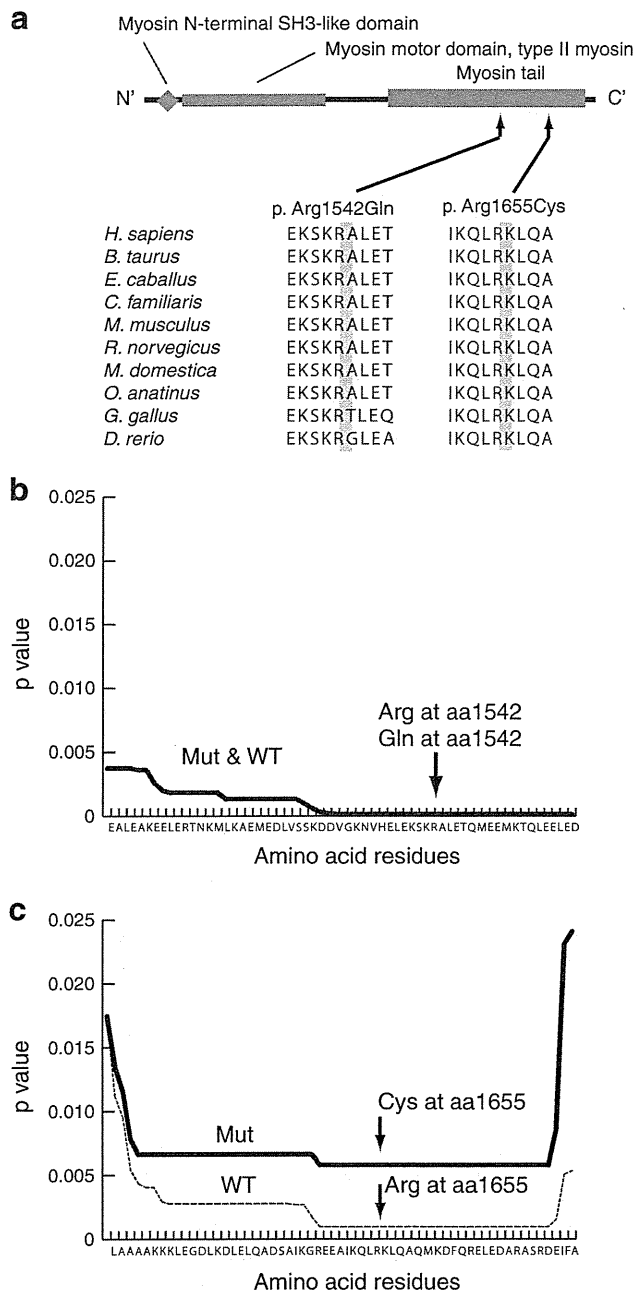 a
Myosin N-terminal SH3-like domain
Myosin motor domain, type II myosin
Myosin tail
N' C'
p. Arg1542Gln p. Arg1655Cys
H. sapiens EKSKRALET IKQLRKLQA
B. taurus EKSKRALET IKQLRKLQA
E. caballus EKSKRALET IKQLRKLQA
C. familiaris EKSKRALET IKQLRKLQA
M. musculus EKSKRALET IKQLRKLQA
R. norvegicus EKSKRALET IKQLRKLQA
M. domestica EKSKRALET IKQLRKLQA
O. anatinus EKSKRALET IKQLRKLQA
G. gallus EKSKRTLEQ IKQLRKLQA
D. rerio EKSKRGLEA IKQLRKLQA
b
0.025
0.020
0.015
0.010
0.005
0
p value
Arg at aa1542
Gln at aa1542
Mut & WT
EALEAKEELERTNKMLKAEMEDLVSSKDDVGKNVHELEKSKRALETQMEEMKTQLEELED
Amino acid residues
c
0.025
0.020
0.015
0.010
0.005
0
p value
Cys at aa1655
Mut
WT
Arg at aa1655
LAAAAKKKLEGDLKDLELQADSAIKGREEAIKQLRKLQAQMKDFQRELEDARASRDEIFA
Amino acid residues